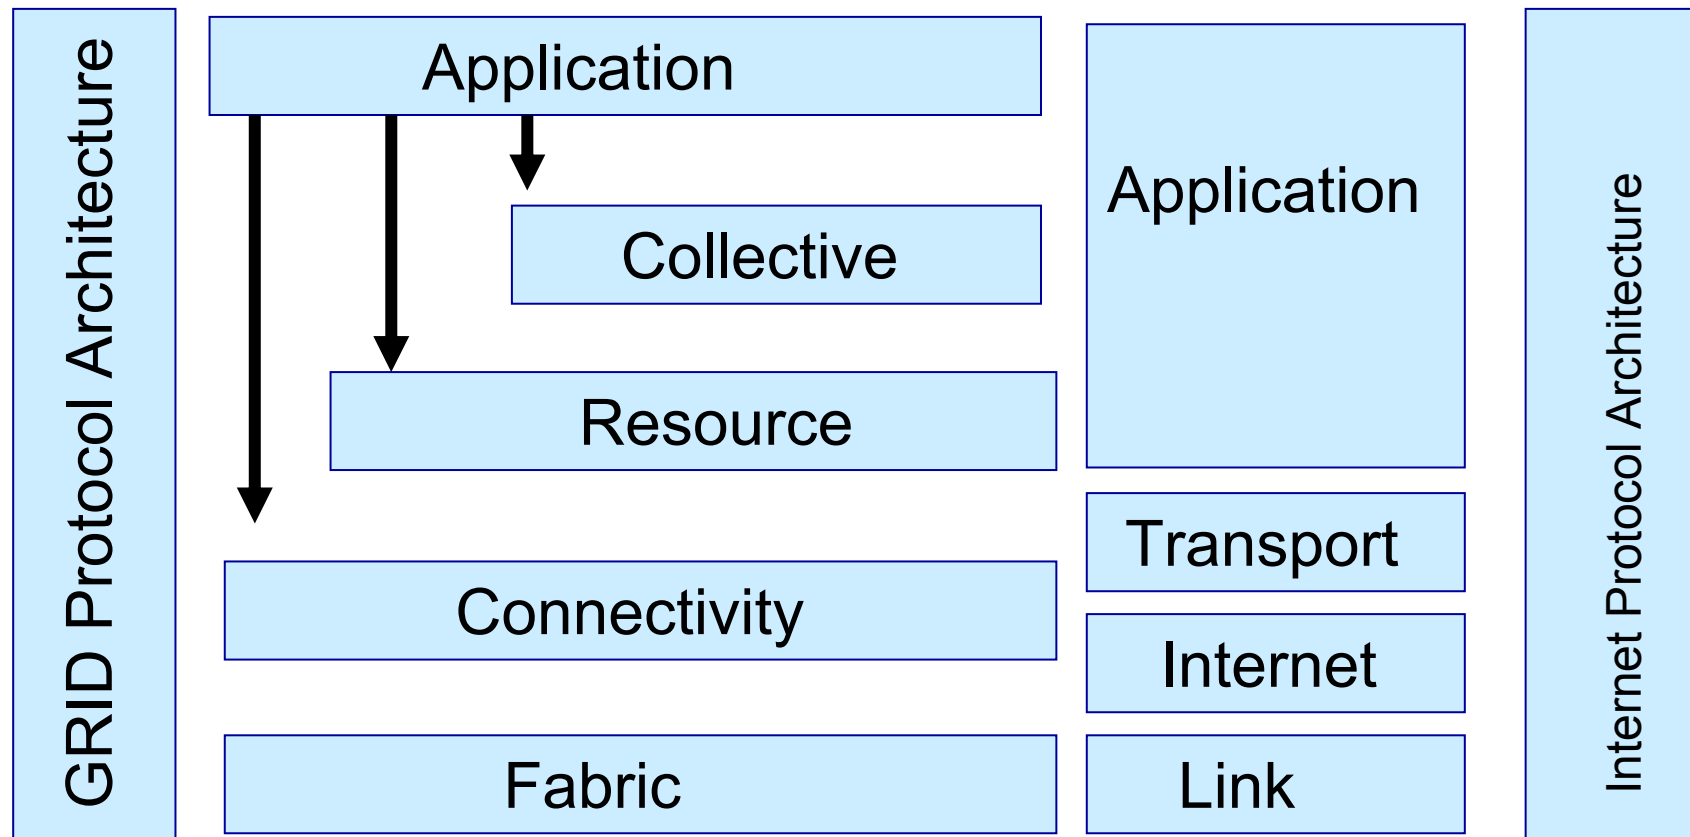 GRID Protocol Architecture
Application
Collective
Resource
Connectivity
Fabric
Application
Transport
Internet
Link
Internet Protocol Architecture